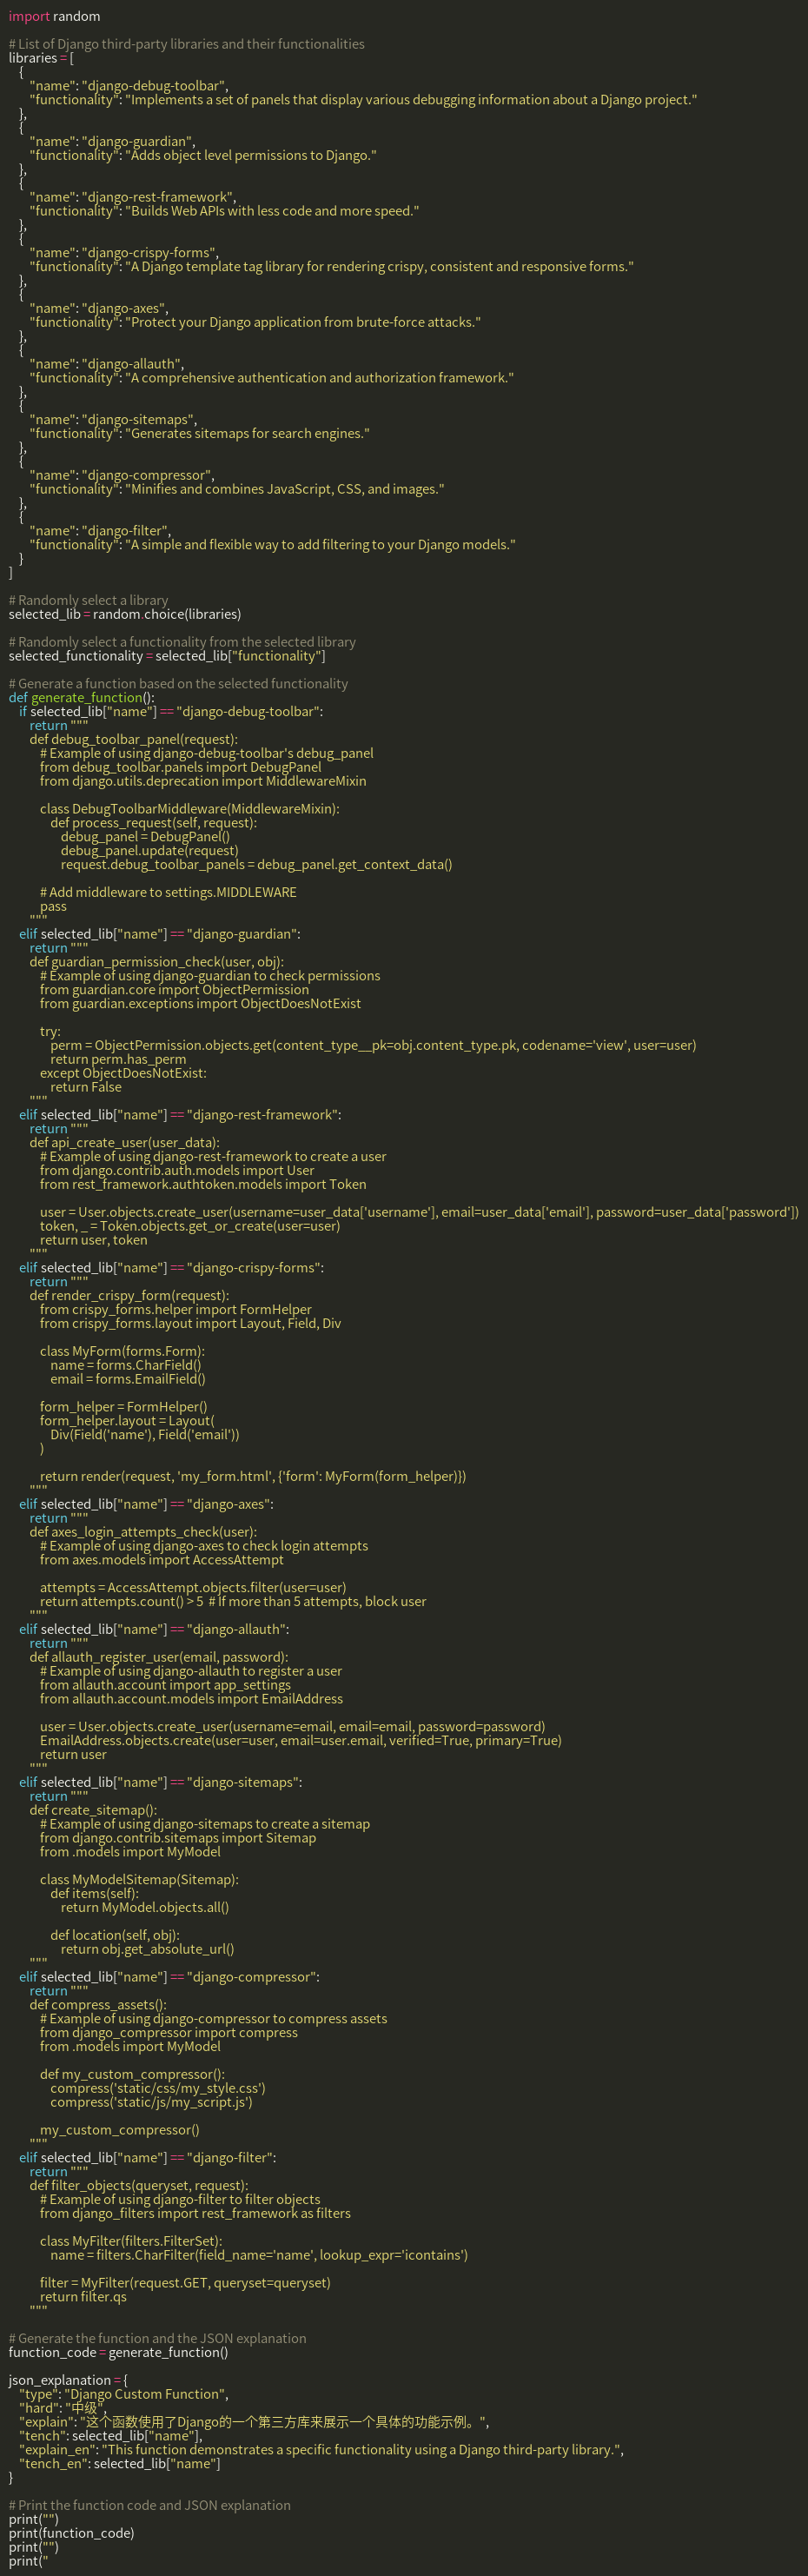 import random

# List of Django third-party libraries and their functionalities
libraries = [
    {
        "name": "django-debug-toolbar",
        "functionality": "Implements a set of panels that display various debugging information about a Django project."
    },
    {
        "name": "django-guardian",
        "functionality": "Adds object level permissions to Django."
    },
    {
        "name": "django-rest-framework",
        "functionality": "Builds Web APIs with less code and more speed."
    },
    {
        "name": "django-crispy-forms",
        "functionality": "A Django template tag library for rendering crispy, consistent and responsive forms."
    },
    {
        "name": "django-axes",
        "functionality": "Protect your Django application from brute-force attacks."
    },
    {
        "name": "django-allauth",
        "functionality": "A comprehensive authentication and authorization framework."
    },
    {
        "name": "django-sitemaps",
        "functionality": "Generates sitemaps for search engines."
    },
    {
        "name": "django-compressor",
        "functionality": "Minifies and combines JavaScript, CSS, and images."
    },
    {
        "name": "django-filter",
        "functionality": "A simple and flexible way to add filtering to your Django models."
    }
]

# Randomly select a library
selected_lib = random.choice(libraries)

# Randomly select a functionality from the selected library
selected_functionality = selected_lib["functionality"]

# Generate a function based on the selected functionality
def generate_function():
    if selected_lib["name"] == "django-debug-toolbar":
        return """
        def debug_toolbar_panel(request):
            # Example of using django-debug-toolbar's debug_panel
            from debug_toolbar.panels import DebugPanel
            from django.utils.deprecation import MiddlewareMixin

            class DebugToolbarMiddleware(MiddlewareMixin):
                def process_request(self, request):
                    debug_panel = DebugPanel()
                    debug_panel.update(request)
                    request.debug_toolbar_panels = debug_panel.get_context_data()

            # Add middleware to settings.MIDDLEWARE
            pass
        """
    elif selected_lib["name"] == "django-guardian":
        return """
        def guardian_permission_check(user, obj):
            # Example of using django-guardian to check permissions
            from guardian.core import ObjectPermission
            from guardian.exceptions import ObjectDoesNotExist

            try:
                perm = ObjectPermission.objects.get(content_type__pk=obj.content_type.pk, codename='view', user=user)
                return perm.has_perm
            except ObjectDoesNotExist:
                return False
        """
    elif selected_lib["name"] == "django-rest-framework":
        return """
        def api_create_user(user_data):
            # Example of using django-rest-framework to create a user
            from django.contrib.auth.models import User
            from rest_framework.authtoken.models import Token

            user = User.objects.create_user(username=user_data['username'], email=user_data['email'], password=user_data['password'])
            token, _ = Token.objects.get_or_create(user=user)
            return user, token
        """
    elif selected_lib["name"] == "django-crispy-forms":
        return """
        def render_crispy_form(request):
            from crispy_forms.helper import FormHelper
            from crispy_forms.layout import Layout, Field, Div

            class MyForm(forms.Form):
                name = forms.CharField()
                email = forms.EmailField()

            form_helper = FormHelper()
            form_helper.layout = Layout(
                Div(Field('name'), Field('email'))
            )

            return render(request, 'my_form.html', {'form': MyForm(form_helper)})
        """
    elif selected_lib["name"] == "django-axes":
        return """
        def axes_login_attempts_check(user):
            # Example of using django-axes to check login attempts
            from axes.models import AccessAttempt

            attempts = AccessAttempt.objects.filter(user=user)
            return attempts.count() > 5  # If more than 5 attempts, block user
        """
    elif selected_lib["name"] == "django-allauth":
        return """
        def allauth_register_user(email, password):
            # Example of using django-allauth to register a user
            from allauth.account import app_settings
            from allauth.account.models import EmailAddress

            user = User.objects.create_user(username=email, email=email, password=password)
            EmailAddress.objects.create(user=user, email=user.email, verified=True, primary=True)
            return user
        """
    elif selected_lib["name"] == "django-sitemaps":
        return """
        def create_sitemap():
            # Example of using django-sitemaps to create a sitemap
            from django.contrib.sitemaps import Sitemap
            from .models import MyModel

            class MyModelSitemap(Sitemap):
                def items(self):
                    return MyModel.objects.all()

                def location(self, obj):
                    return obj.get_absolute_url()
        """
    elif selected_lib["name"] == "django-compressor":
        return """
        def compress_assets():
            # Example of using django-compressor to compress assets
            from django_compressor import compress
            from .models import MyModel

            def my_custom_compressor():
                compress('static/css/my_style.css')
                compress('static/js/my_script.js')

            my_custom_compressor()
        """
    elif selected_lib["name"] == "django-filter":
        return """
        def filter_objects(queryset, request):
            # Example of using django-filter to filter objects
            from django_filters import rest_framework as filters

            class MyFilter(filters.FilterSet):
                name = filters.CharFilter(field_name='name', lookup_expr='icontains')

            filter = MyFilter(request.GET, queryset=queryset)
            return filter.qs
        """

# Generate the function and the JSON explanation
function_code = generate_function()

json_explanation = {
    "type": "Django Custom Function",
    "hard": "中级",
    "explain": "这个函数使用了Django的一个第三方库来展示一个具体的功能示例。",
    "tench": selected_lib["name"],
    "explain_en": "This function demonstrates a specific functionality using a Django third-party library.",
    "tench_en": selected_lib["name"]
}

# Print the function code and JSON explanation
print("")
print(function_code)
print("")
print("